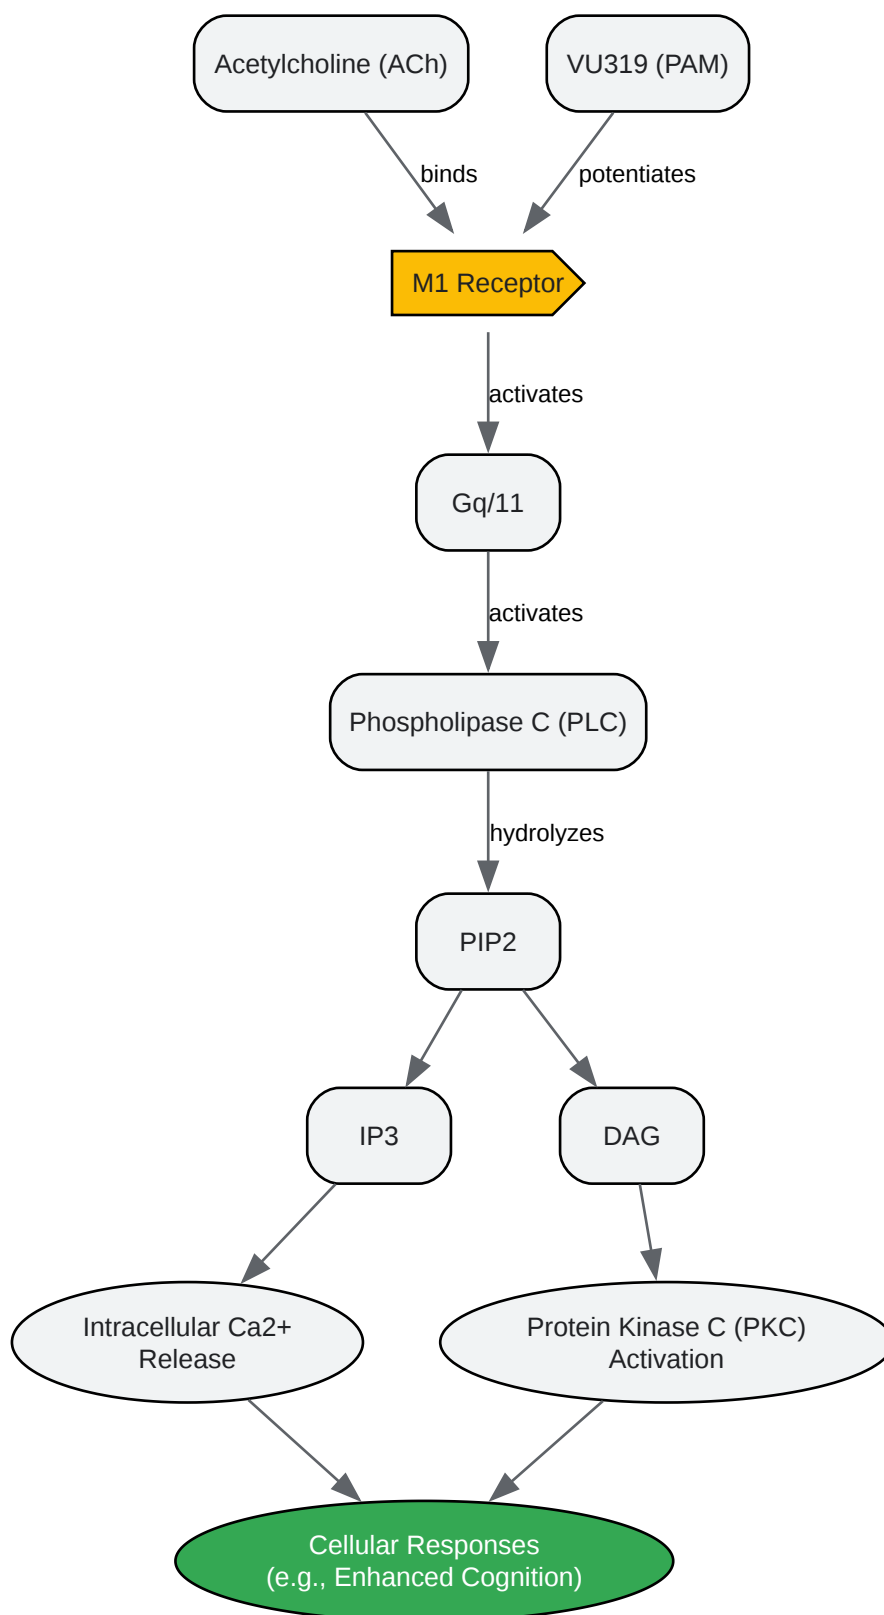 Acetylcholine (ACh)
VU319 (PAM)
binds
potentiates
M1 Receptor
activates
Gq/11
activates
Phospholipase C (PLC)
hydrolyzes
PIP2
IP3
DAG
Intracellular Ca2+
Release
Protein Kinase C (PKC)
Activation
Cellular Responses
(e.g., Enhanced Cognition)